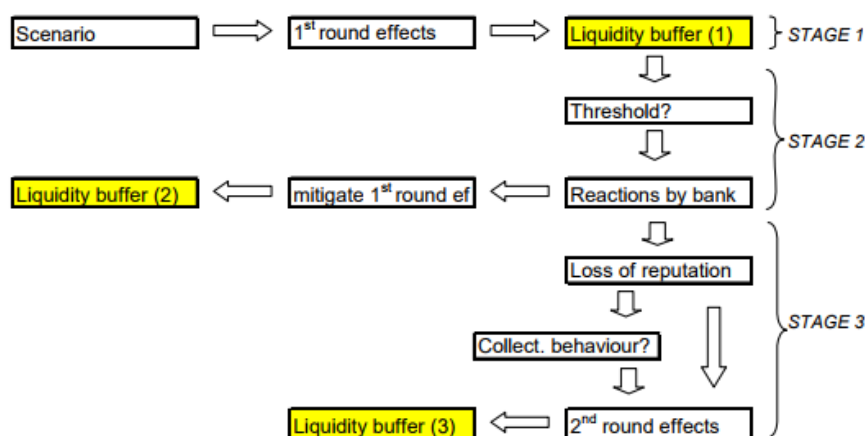 Scenario
1st round effects
Liquidity buffer (1)
STAGE 1
Threshold?
STAGE 2
Liquidity buffer (2)
mitigate 1st round ef
Reactions by bank
Loss of reputation
STAGE 3
Collect. behaviour?
Liquidity buffer (3)
2nd round effects